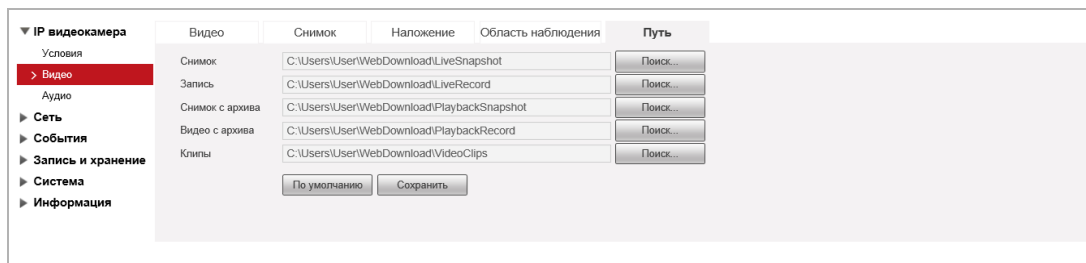 IP видеокамера
Условия
Видео
Аудио
Сеть
События
Запись и хранение
Система
Информация
Видео Снимок Наложение Область наблюдения Путь
Снимок C:\Users\User\WebDownload\LiveSnapshot Поиск...
Запись C:\Users\User\WebDownload\LiveRecord Поиск...
Снимок с архива C:\Users\User\WebDownload\PlaybackSnapshot Поиск...
Видео с архива C:\Users\User\WebDownload\PlaybackRecord Поиск...
Клипы C:\Users\User\WebDownload\VideoClips Поиск...
По умолчанию Сохранить